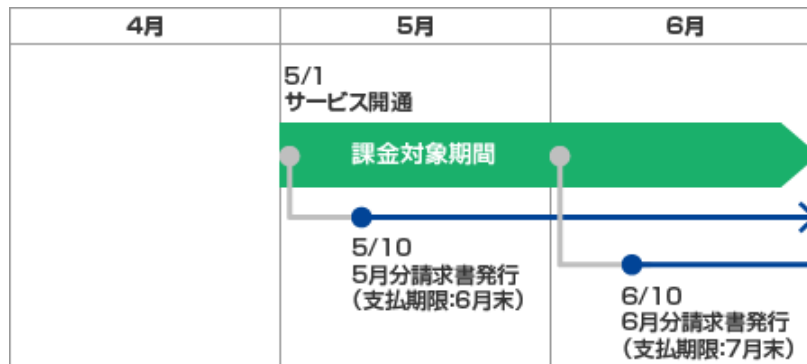 4月
5月
6月
5/1
サービス開通
課金対象期間
5/10
5月分請求書発行
（支払期限:6月末）
6/10
6月分請求書発行
（支払期限:7月末）